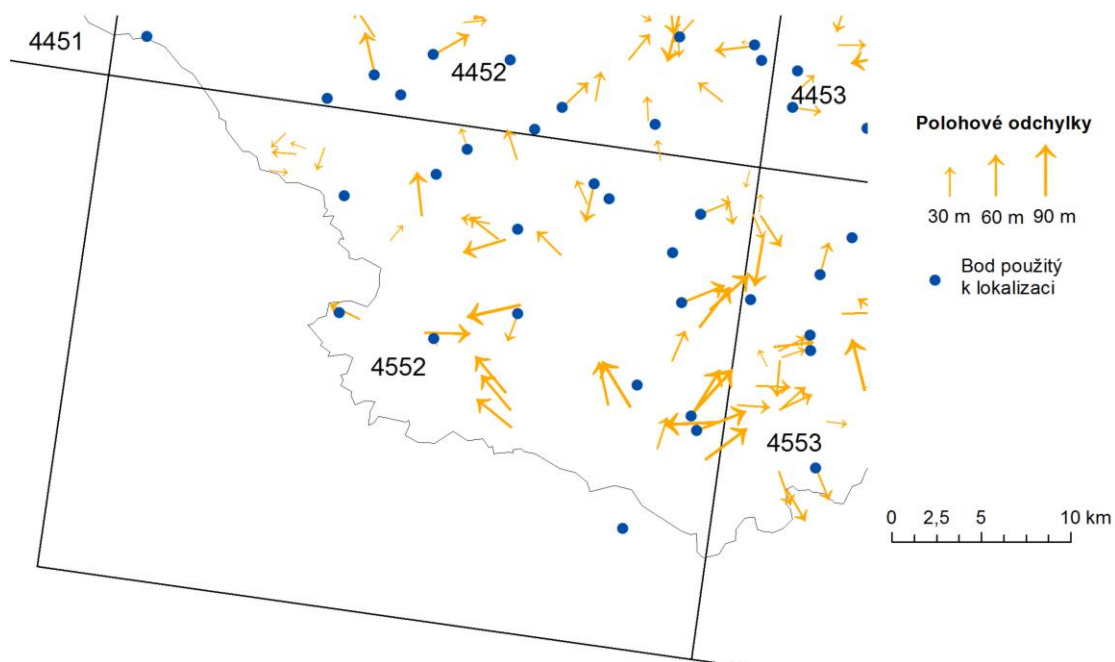 4451
4452
4453
4552
4553
Polohové odchylky
30 m 60 m 90 m
Bod použitý
k lokalizaci
0 2,5 5 10 km